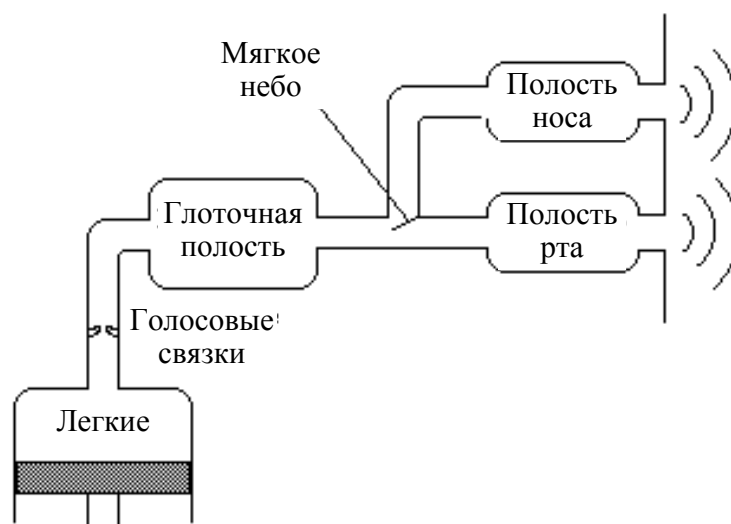 Мягкое
небо
Полость
носа
Глоточная
полость
Полость
рта
Голосовые
связки
Легкие